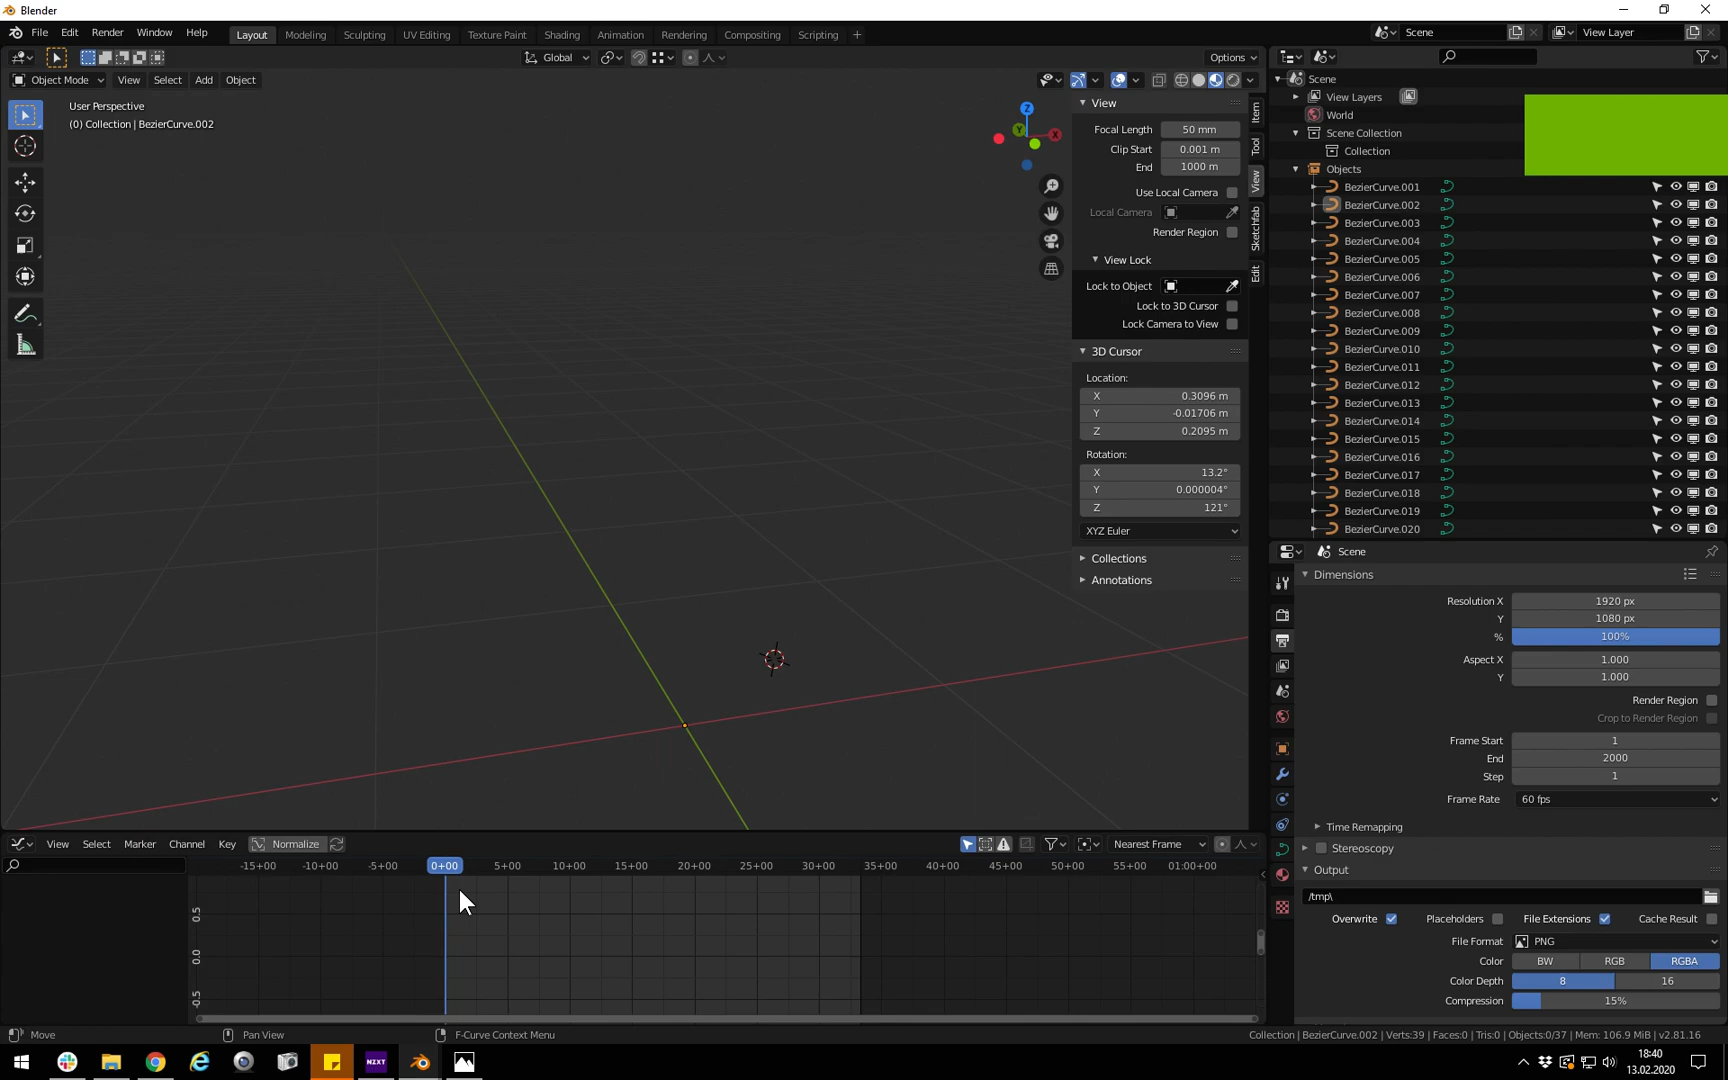 Blender
File Edit Render Window Help Layout Modeling Sculpting UV Editing Texture Paint Shading Animation Rendering Compositing Scripting + Scene View Layer
Global Options
Object Mode View Select Add Object
User Perspective
(0) Collection | BezierCurve.002
Z
Y
X
View
Focal Length 50 mm
Clip Start 0.001 m
End 1000 m
Use Local Camera
Local Camera
Render Region
View Lock
Lock to Object
Lock to 3D Cursor
Lock Camera to View
3D Cursor
Location:
X 0.3096 m
Y -0.01706 m
Z 0.2095 m
Rotation:
X 13.2°
Y 0.000004°
Z 121°
XYZ Euler
Collections
Annotations
Item
Tool
View
Sketchfab
Edit
Scene
View Layers
World
Scene Collection
Collection
Objects
BezierCurve.001
BezierCurve.002
BezierCurve.003
BezierCurve.004
BezierCurve.005
BezierCurve.006
BezierCurve.007
BezierCurve.008
BezierCurve.009
BezierCurve.010
BezierCurve.011
BezierCurve.012
BezierCurve.013
BezierCurve.014
BezierCurve.015
BezierCurve.016
BezierCurve.017
BezierCurve.018
BezierCurve.019
BezierCurve.020
Scene
Dimensions
Resolution X 1920 px
Y 1080 px
% 100%
Aspect X 1.000
Y 1.000
Render Region
Crop to Render Region
Frame Start 1
End 2000
Step 1
Frame Rate 60 fps
Time Remapping
Stereoscopy
Output
/tmp\
Overwrite Placeholders File Extensions Cache Result
File Format PNG
Color BW RGB RGBA
Color Depth 8 16
Compression 15%
View Select Marker Channel Key Normalize Nearest Frame
-15+00 -10+00 -5+00 0+00 5+00 10+00 15+00 20+00 25+00 30+00 35+00 40+00 45+00 50+00 55+00 01:00+00
0.5
0.0
-0.5
Move Pan View F-Curve Context Menu Collection | BezierCurve.002 | Verts:39 | Faces:0 | Tris:0 | Objects:0/37 | Mem: 106.9 MiB | v2.81.16
NZXT
18:40
13.02.2020